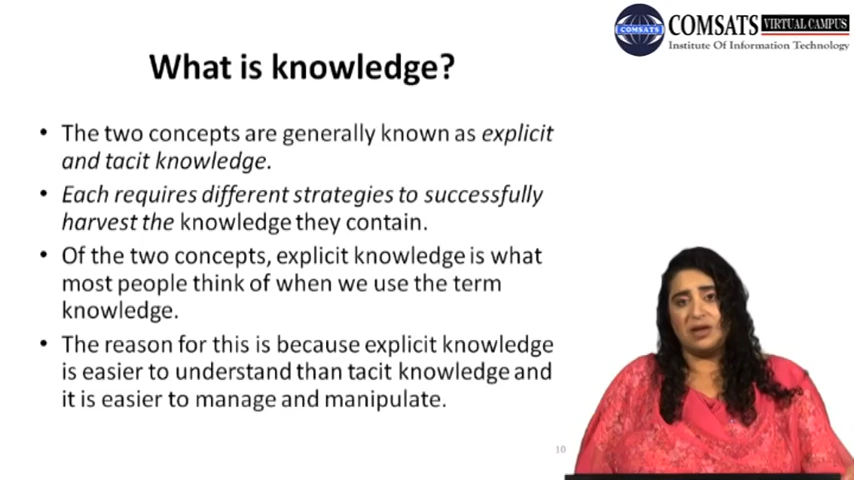 COMSATS
COMSATS VIRTUAL CAMPUS
Institute Of Information Technology
What is knowledge?
• The two concepts are generally known as explicit
and tacit knowledge.
• Each requires different strategies to successfully
harvest the knowledge they contain.
• Of the two concepts, explicit knowledge is what
most people think of when we use the term
knowledge.
• The reason for this is because explicit knowledge
is easier to understand than tacit knowledge and
it is easier to manage and manipulate.
10